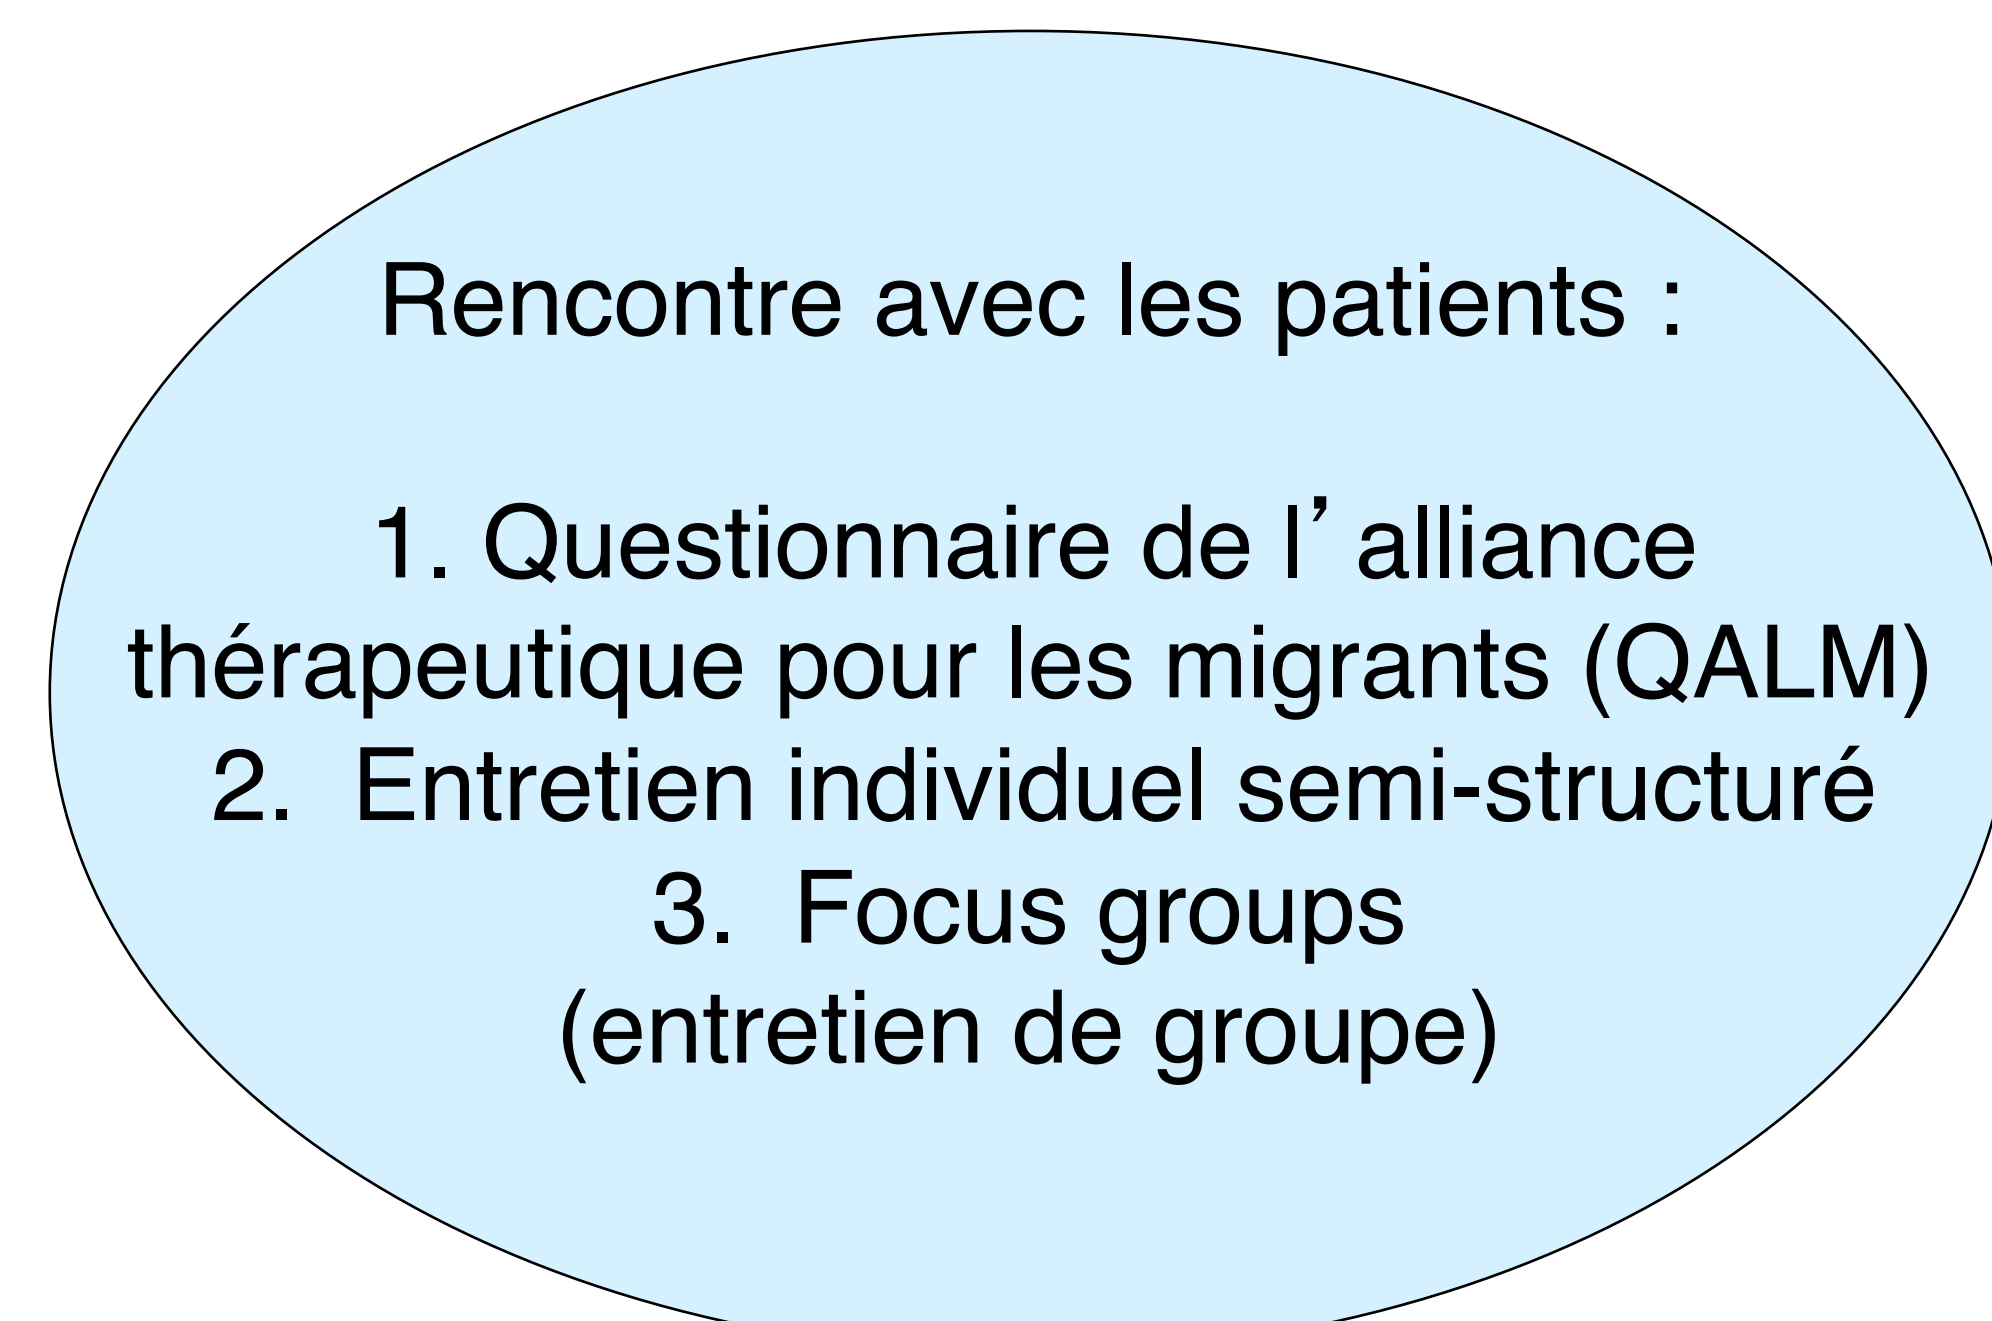 Rencontre avec les patients :
1. Questionnaire de l’ alliance
thérapeutique pour les migrants (QALM)
2. Entretien individuel semi-structuré
3. Focus groups
(entretien de groupe)